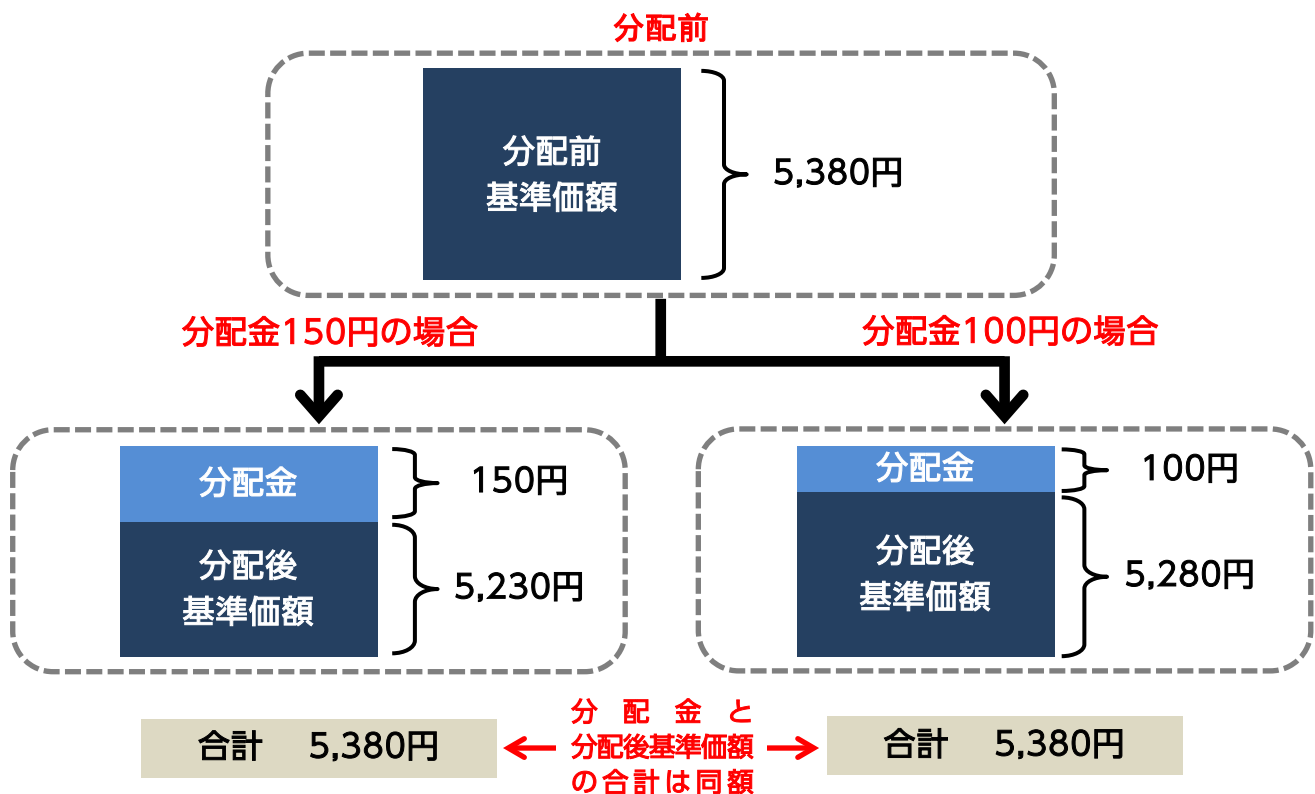 分配前
分配前
基準価額
5,380円
分配金150円の場合
分配金100円の場合
分配金
150円
分配後
基準価額
5,230円
分配金
100円
分配後
基準価額
5,280円
合計 5,380円
分配金と
分配後基準価額
の合計は同額
合計 5,380円